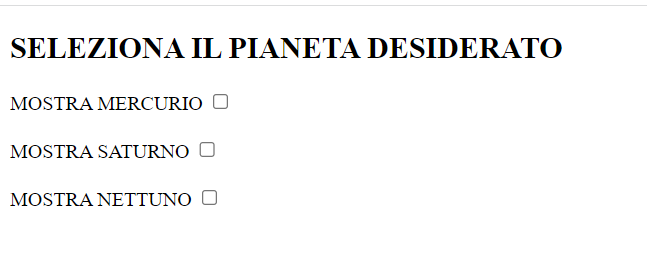 SELEZIONA IL PIANETA DESIDERATO
MOSTRA MERCURIO
MOSTRA SATURNO
MOSTRA NETTUNO